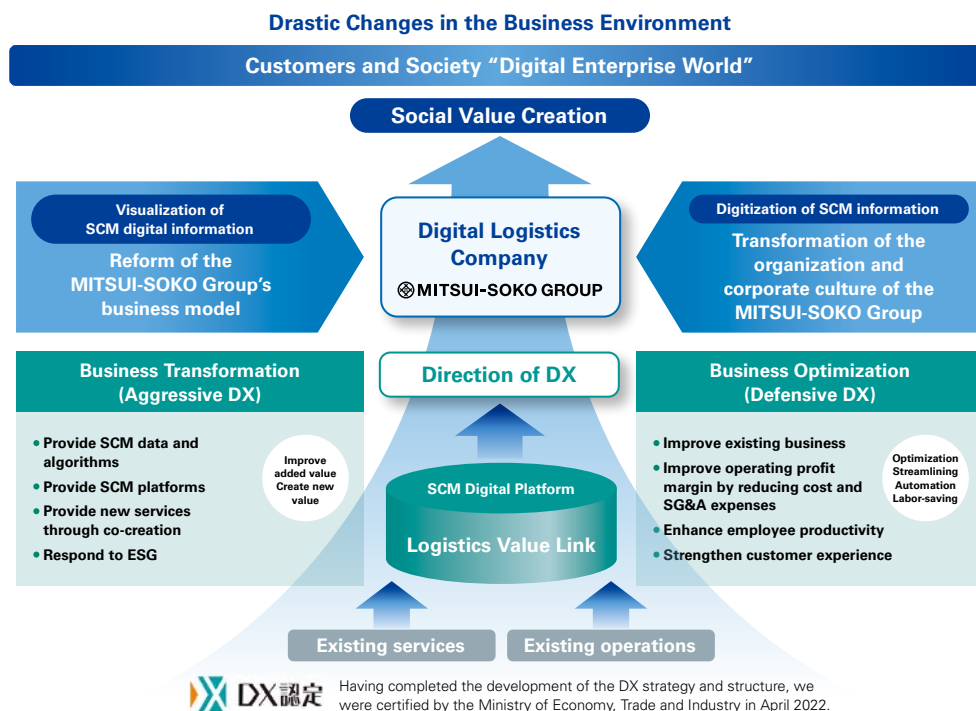 Drastic Changes in the Business Environment
Customers and Society “Digital Enterprise World”
Social Value Creation
Visualization of
SCM digital information
Reform of the
MITSUI-SOKO Group’s
business model
Digital Logistics
Company
MITSUI-SOKO GROUP
Digitization of SCM information
Transformation of the
organization and
corporate culture of the
MITSUI-SOKO Group
Business Transformation
(Aggressive DX)
• Provide SCM data and
algorithms
• Provide SCM platforms
• Provide new services
through co-creation
• Respond to ESG
Improve
added value
Create new
value
Direction of DX
SCM Digital Platform
Logistics Value Link
Business Optimization
(Defensive DX)
• Improve existing business
• Improve operating profit
margin by reducing cost and
SG&A expenses
• Enhance employee productivity
• Strengthen customer experience
Optimization
Streamlining
Automation
Labor-saving
Existing services
Existing operations
DX認定
Having completed the development of the DX strategy and structure, we
were certified by the Ministry of Economy, Trade and Industry in April 2022.